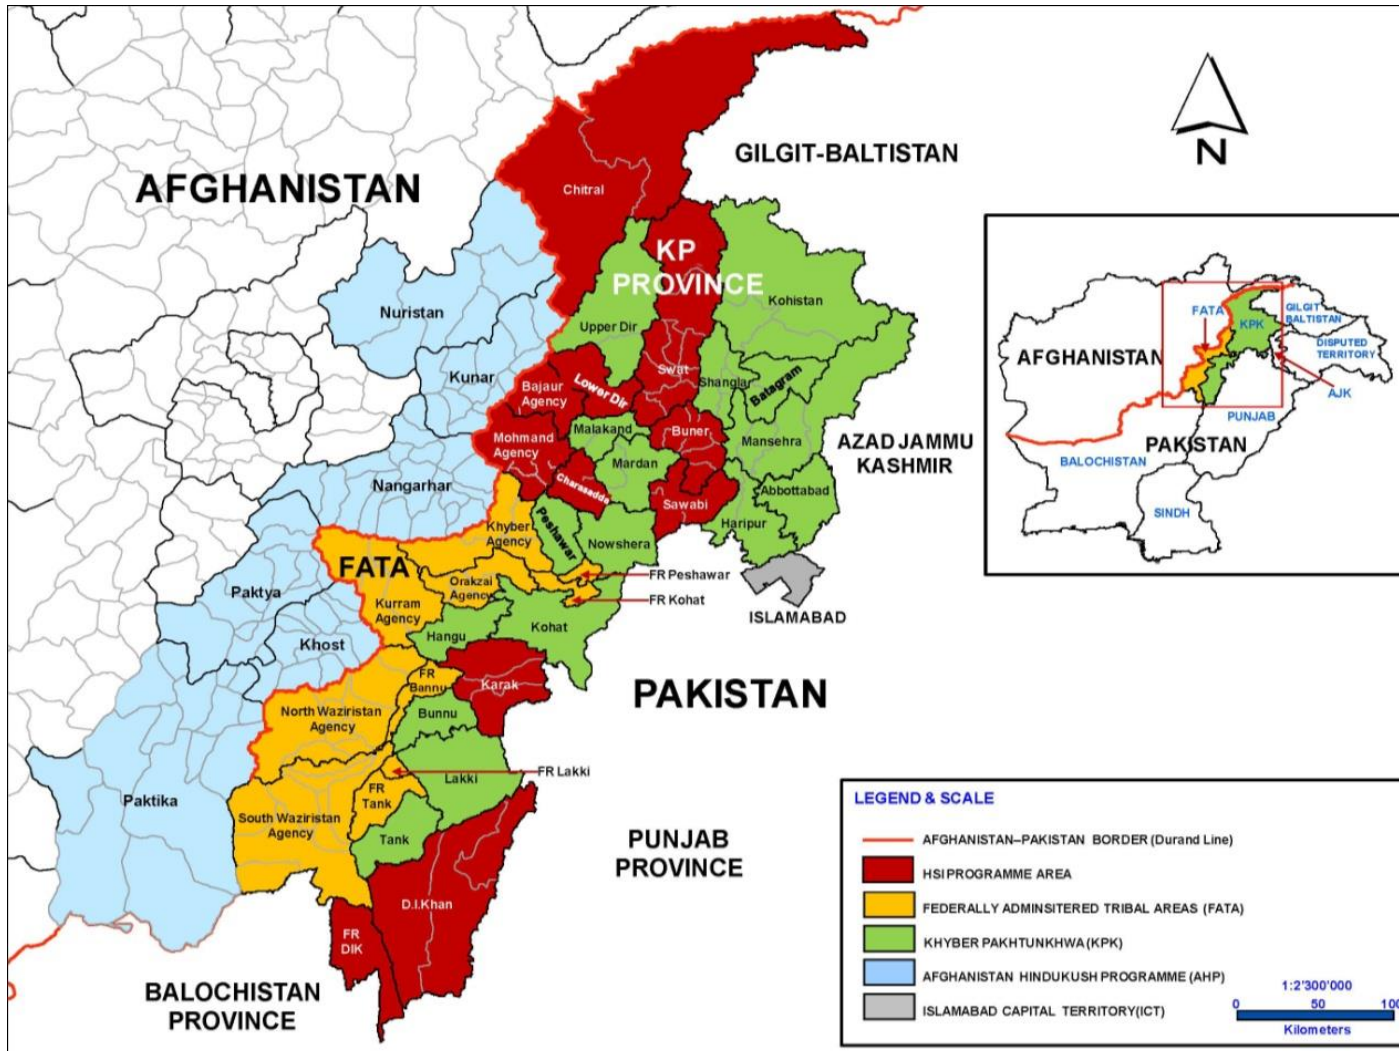 AFGHANISTAN
GILGIT-BALTISTAN
N
Chitral
KP
PROVINCE
Nuristan
Kohistan
Upper Dir
Kunar
Swat
Shanglar
Batagram
Bajaur
Agency
Lower Dir
Malakand
Buner
Mansehra
AZAD JAMMU
KASHMIR
Mohmand
Agency
Mardan
Charasadda
Sawabi
Abbottabad
Nangarhar
Khyber
Agency
Peshawar
Nowshera
Haripur
FATA
Orakzai
Agency
FR Peshawar
FR Kohat
ISLAMABAD
Paktya
Kurram
Agency
Hangu
Kohat
Khost
FR
Bannu
Karak
PAKISTAN
North Waziristan
Agency
Bunnu
Lakki
FR Lakki
FR
Tank
Paktika
South Waziristan
Agency
Tank
PUNJAB
PROVINCE
D.I.Khan
FR
DIK
BALOCHISTAN
PROVINCE
FATA
KPK
GILGIT
BALTISTAN
AFGHANISTAN
DISPUTED
TERRITORY
AJK
PUNJAB
PAKISTAN
BALOCHISTAN
SINDH
LEGEND & SCALE
AFGHANISTAN–PAKISTAN BORDER (Durand Line)
HSI PROGRAMME AREA
FEDERALLY ADMINSITERED TRIBAL AREAS (FATA)
KHYBER PAKHTUNKHWA (KPK)
AFGHANISTAN HINDUKUSH PROGRAMME (AHP)
ISLAMABAD CAPITAL TERRITORY(ICT)
1:2'300'000
0 50 100
Kilometers